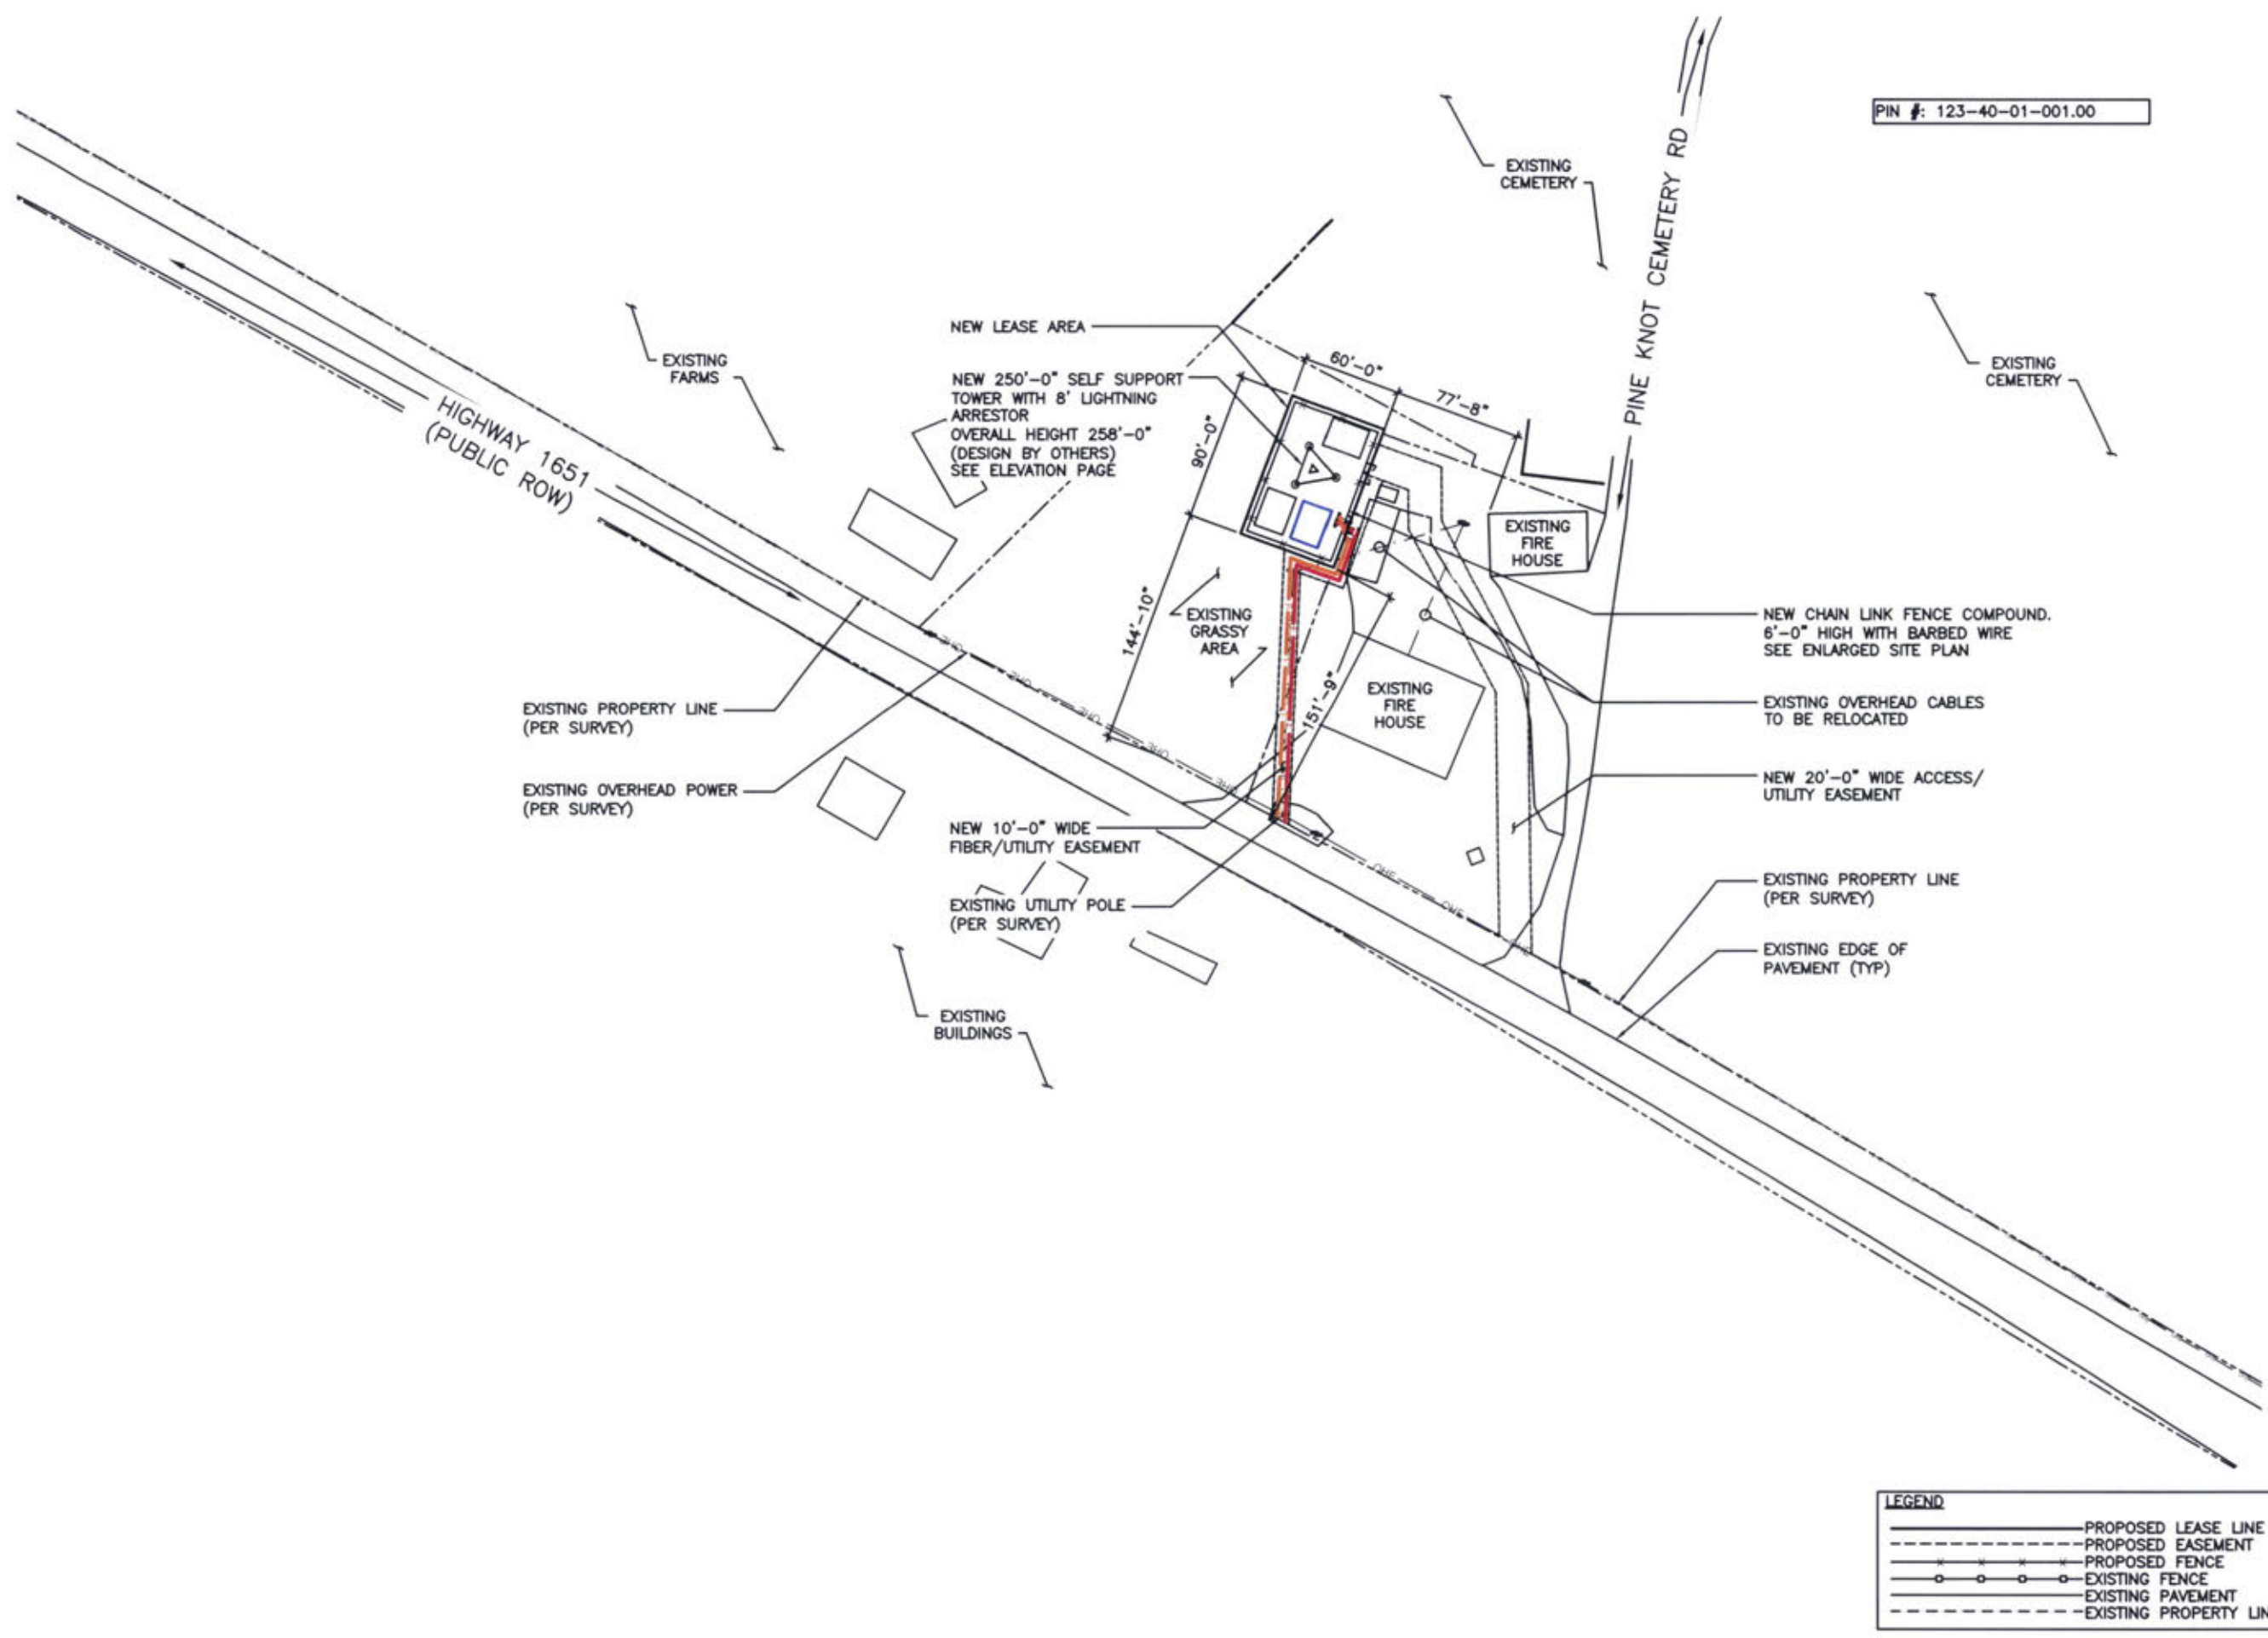 PIN #: 123-40-01-001.00
EXISTING
CEMETERY
PINE KNOT CEMETERY RD
EXISTING
CEMETERY
EXISTING
FARMS
HIGHWAY 1651
(PUBLIC ROW)
NEW LEASE AREA
NEW 250'-0" SELF SUPPORT
TOWER WITH 8' LIGHTNING
ARRESTOR
OVERALL HEIGHT 258'-0"
(DESIGN BY OTHERS)
SEE ELEVATION PAGE
60'-0"
77'-8"
90'-0"
144'-10"
151'-9"
EXISTING
FIRE
HOUSE
EXISTING
GRASSY
AREA
EXISTING
FIRE
HOUSE
NEW CHAIN LINK FENCE COMPOUND.
6'-0" HIGH WITH BARBED WIRE
SEE ENLARGED SITE PLAN
EXISTING OVERHEAD CABLES
TO BE RELOCATED
NEW 20'-0" WIDE ACCESS/
UTILITY EASEMENT
EXISTING PROPERTY LINE
(PER SURVEY)
EXISTING OVERHEAD POWER
(PER SURVEY)
OHE
OHE
OHE
OHE
OHE
OHE
OHE
NEW 10'-0" WIDE
FIBER/UTILITY EASEMENT
EXISTING UTILITY POLE
(PER SURVEY)
EXISTING PROPERTY LINE
(PER SURVEY)
EXISTING EDGE OF
PAVEMENT (TYP)
EXISTING
BUILDINGS
LEGEND
PROPOSED LEASE LINE
PROPOSED EASEMENT
PROPOSED FENCE
EXISTING FENCE
EXISTING PAVEMENT
EXISTING PROPERTY LIN